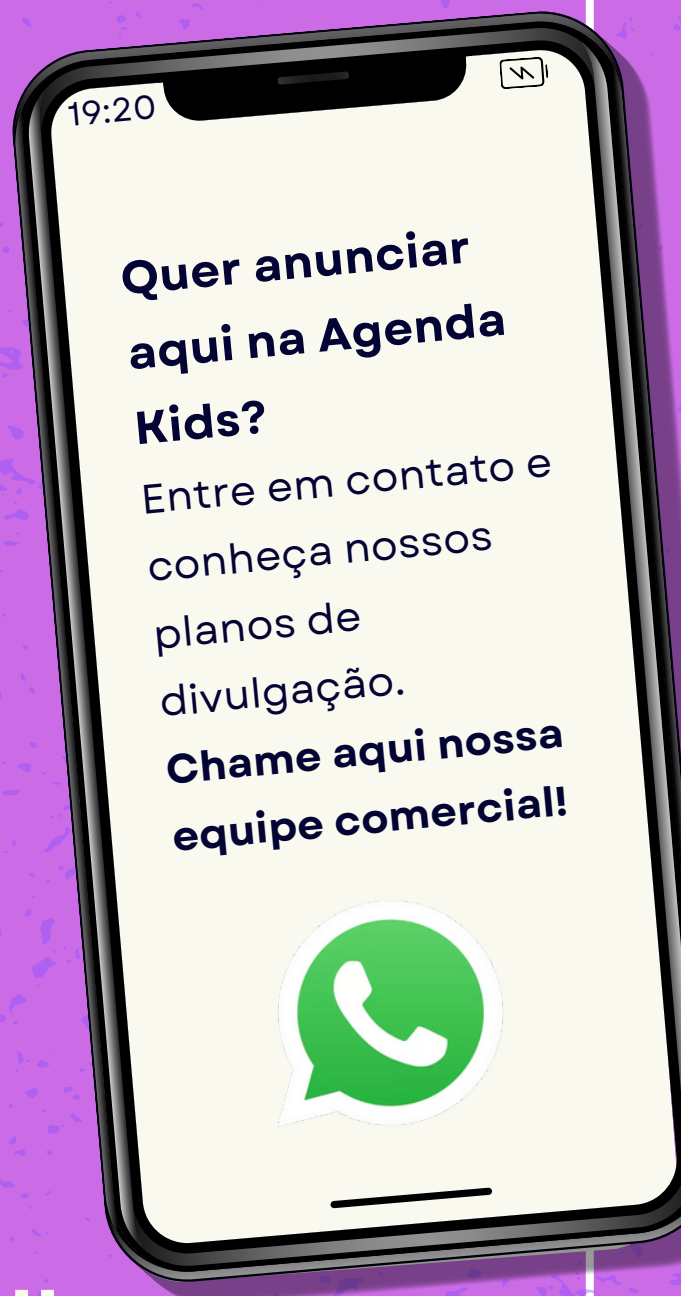 19:20
Quer anunciar
aqui na Agenda
Kids?
Entre em contato e
conheça nossos
planos de
divulgação.
Chame aqui nossa
equipe comercial!